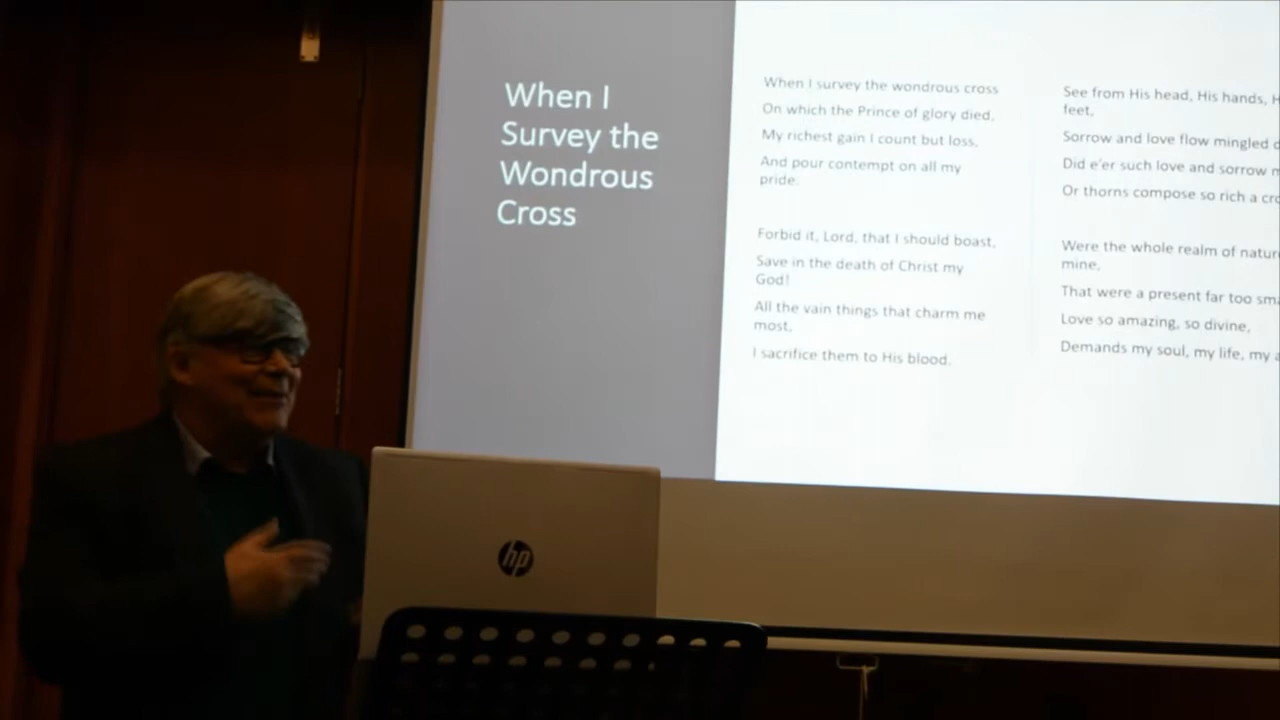 When I
Survey the
Wondrous
Cross
When I survey the wondrous cross
On which the Prince of glory died,
My richest gain I count but loss,
And pour contempt on all my
pride.
Forbid it, Lord, that I should boast,
Save in the death of Christ my
God!
All the vain things that charm me
most,
I sacrifice them to His blood.
See from His head, His hands,
feet,
Sorrow and love flow mingled
Did e'er such love and sorrow
Or thorns compose so rich a
Were the whole realm of
mine,
That were a present far too
Love so amazing, so divine,
Demands my soul, my life, my
hp